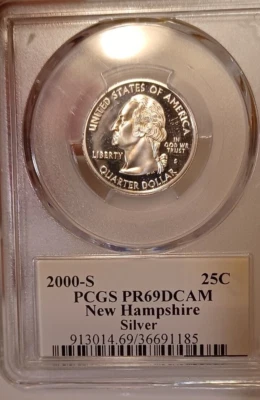 UNITED STATES OF AMERICA
LIBERTY
IN
GOD WE
TRUST
S
QUARTER DOLLAR
2000-S 25C
PCGS PR69DCAM
New Hampshire
Silver
913014.69/36691185